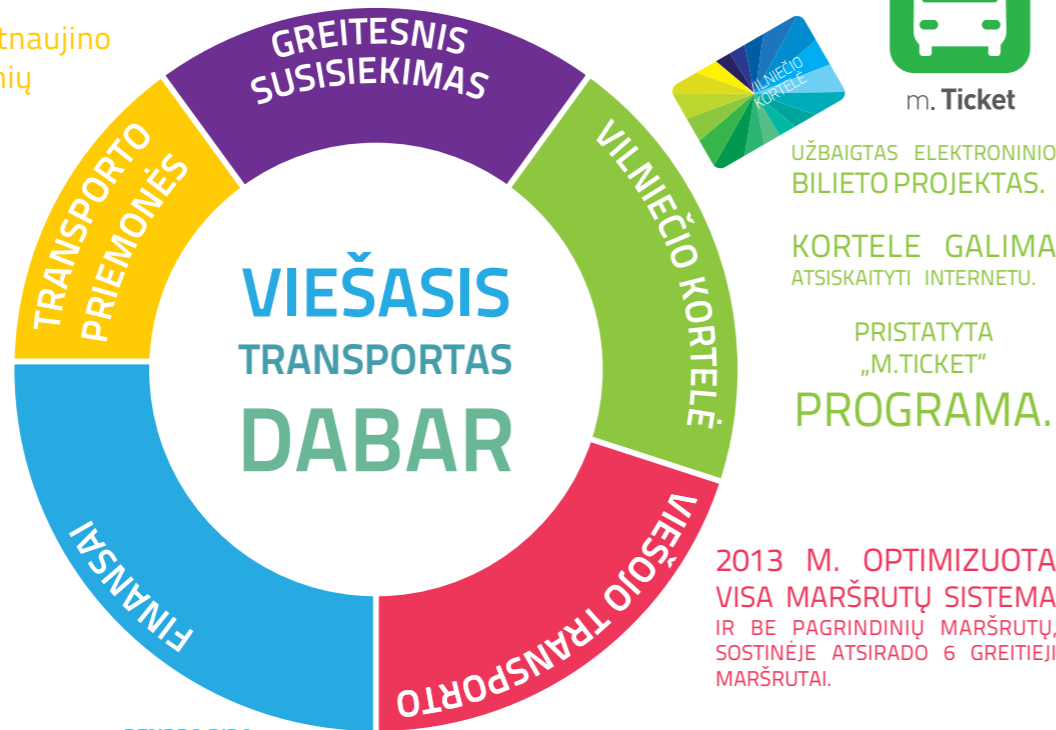 GREITESNIS
SUSISIEKIMAS
TRANSPORTO
PRIEMONĖS
VILNIEČIO KORTELĖ
VIEŠOJO TRANSPORTO
FINANSAI
VIEŠASIS
TRANSPORTAS
DABAR
VILNIEČIO
KORTELĖ
m. Ticket
UŽBAIGTAS ELEKTRONINIO
BILIETO PROJEKTAS.
KORTELE GALIMA
ATSISKAITYTI INTERNETU.
PRISTATYTA
„M.TICKET“
PROGRAMA.
2013 M. OPTIMIZUOTA
VISA MARŠRUTŲ SISTEMA
IR BE PAGRINDINIŲ MARŠRUTŲ,
SOSTINĖJE ATSIRADO 6 GREITIEJI
MARŠRUTAI.